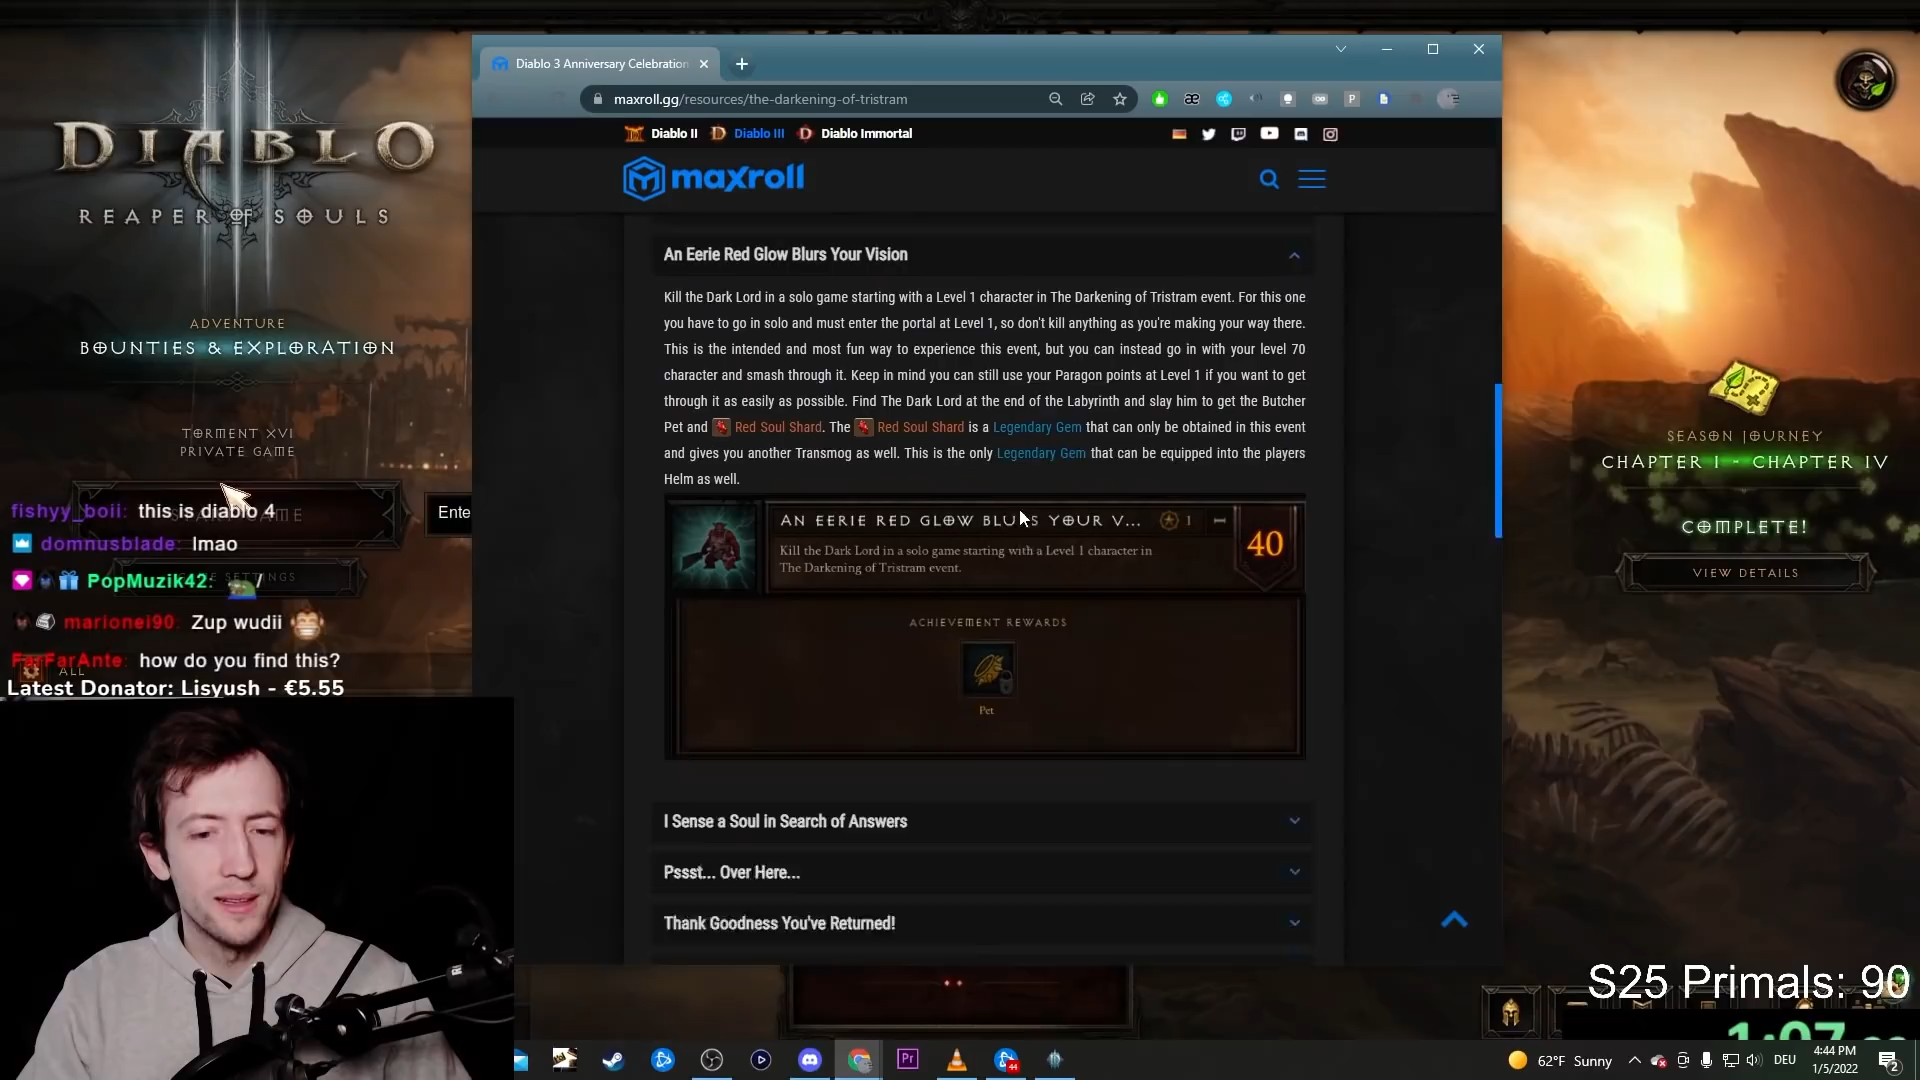 DIABLO
REAPER OF SOULS
ADVENTURE
BOUNTIES & EXPLORATION
TORMENT XVI
PRIVATE GAME
fishyy_boii: this is diablo 4
domnusblade: lmao
PopMuzik42:
marionei90: Zup wudii
FarFarAnte: how do you find this?
ALL
Latest Donator: Lisyush - €5.55
Ente
Diablo 3 Anniversary Celebration
maxroll.gg/resources/the-darkening-of-tristram
Diablo II Diablo III Diablo Immortal
maxroll
An Eerie Red Glow Blurs Your Vision
Kill the Dark Lord in a solo game starting with a Level 1 character in The Darkening of Tristram event. For this one
you have to go in solo and must enter the portal at Level 1, so don't kill anything as you're making your way there.
This is the intended and most fun way to experience this event, but you can instead go in with your level 70
character and smash through it. Keep in mind you can still use your Paragon points at Level 1 if you want to get
through it as easily as possible. Find The Dark Lord at the end of the Labyrinth and slay him to get the Butcher
Pet and Red Soul Shard. The Red Soul Shard is a Legendary Gem that can only be obtained in this event
and gives you another Transmog as well. This is the only Legendary Gem that can be equipped into the players
Helm as well.
AN EERIE RED GLOW BLURS YOUR V... 1
40
Kill the Dark Lord in a solo game starting with a Level 1 character in
The Darkening of Tristram event.
ACHIEVEMENT REWARDS
Pet
I Sense a Soul in Search of Answers
Pssst... Over Here...
Thank Goodness You've Returned!
SEASON JOURNEY
CHAPTER I - CHAPTER IV
COMPLETE!
VIEW DETAILS
S25 Primals: 90
62°F Sunny
DEU
4:44 PM
1/5/2022